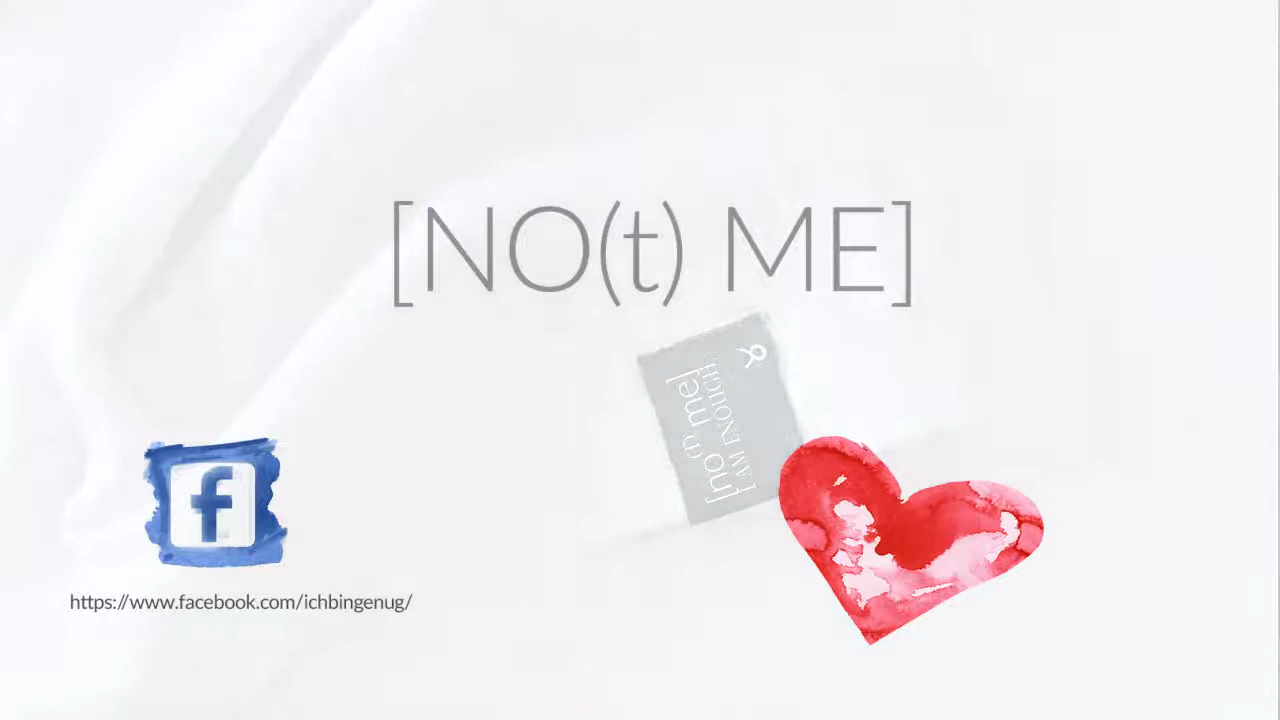 [NO(t) ME]
[no(t) me]
[I AM ENOUGH]
f
https://www.facebook.com/ichbingenug/